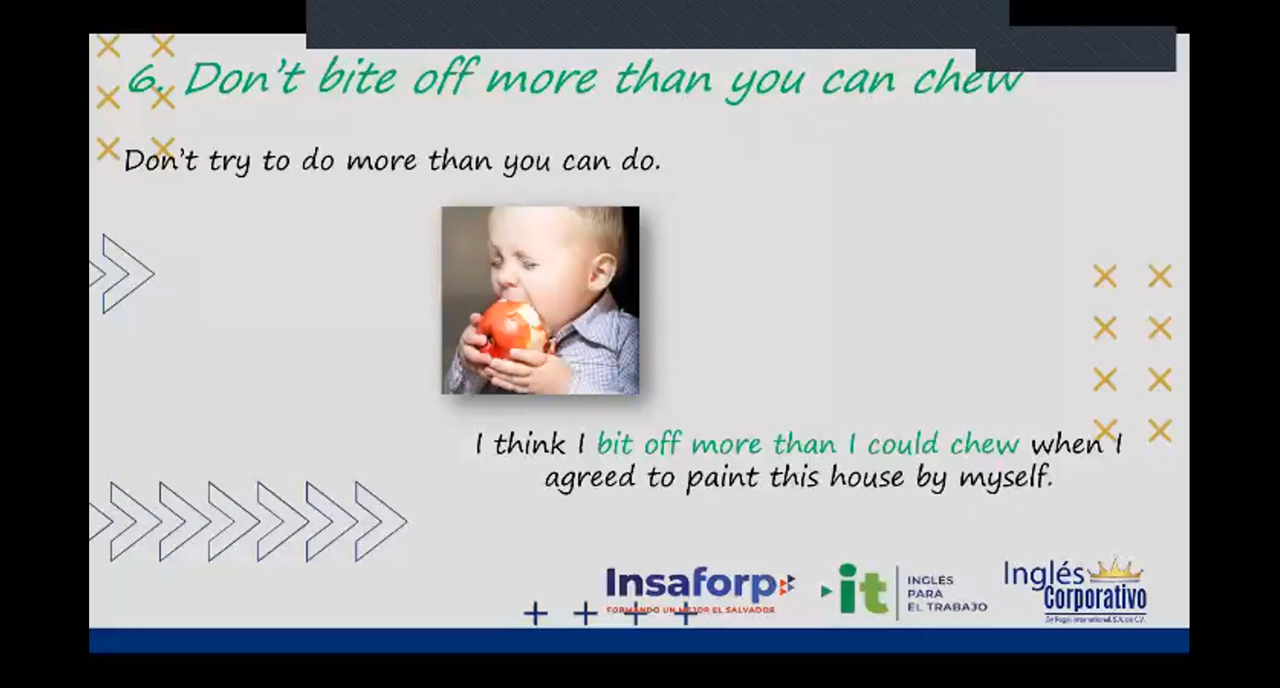 6. Don't bite off more than you can chew
Don't try to do more than you can do.
I think I bit off more than I could chew when I
agreed to paint this house by myself.
Insaforp
FORMANDO UN MEJOR EL SALVADOR
it
INGLÉS
PARA
EL TRABAJO
Inglés
Corporativo
By Regal International, S.A. de C.V.